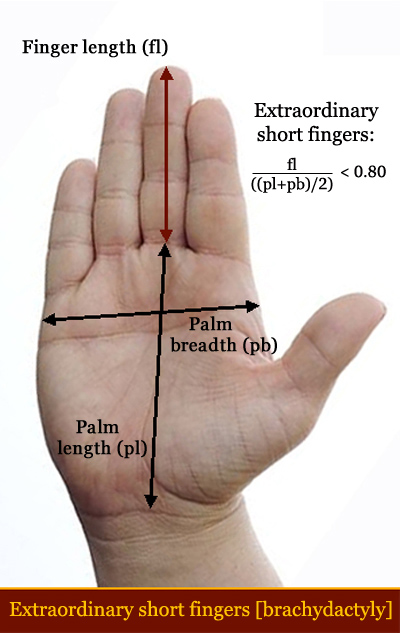 Finger length (fl)
Extraordinary
short fingers:
fl
((pl+pb)/2)
< 0.80
Palm
breadth (pb)
Palm
length (pl)
Extraordinary short fingers [brachydactyly]